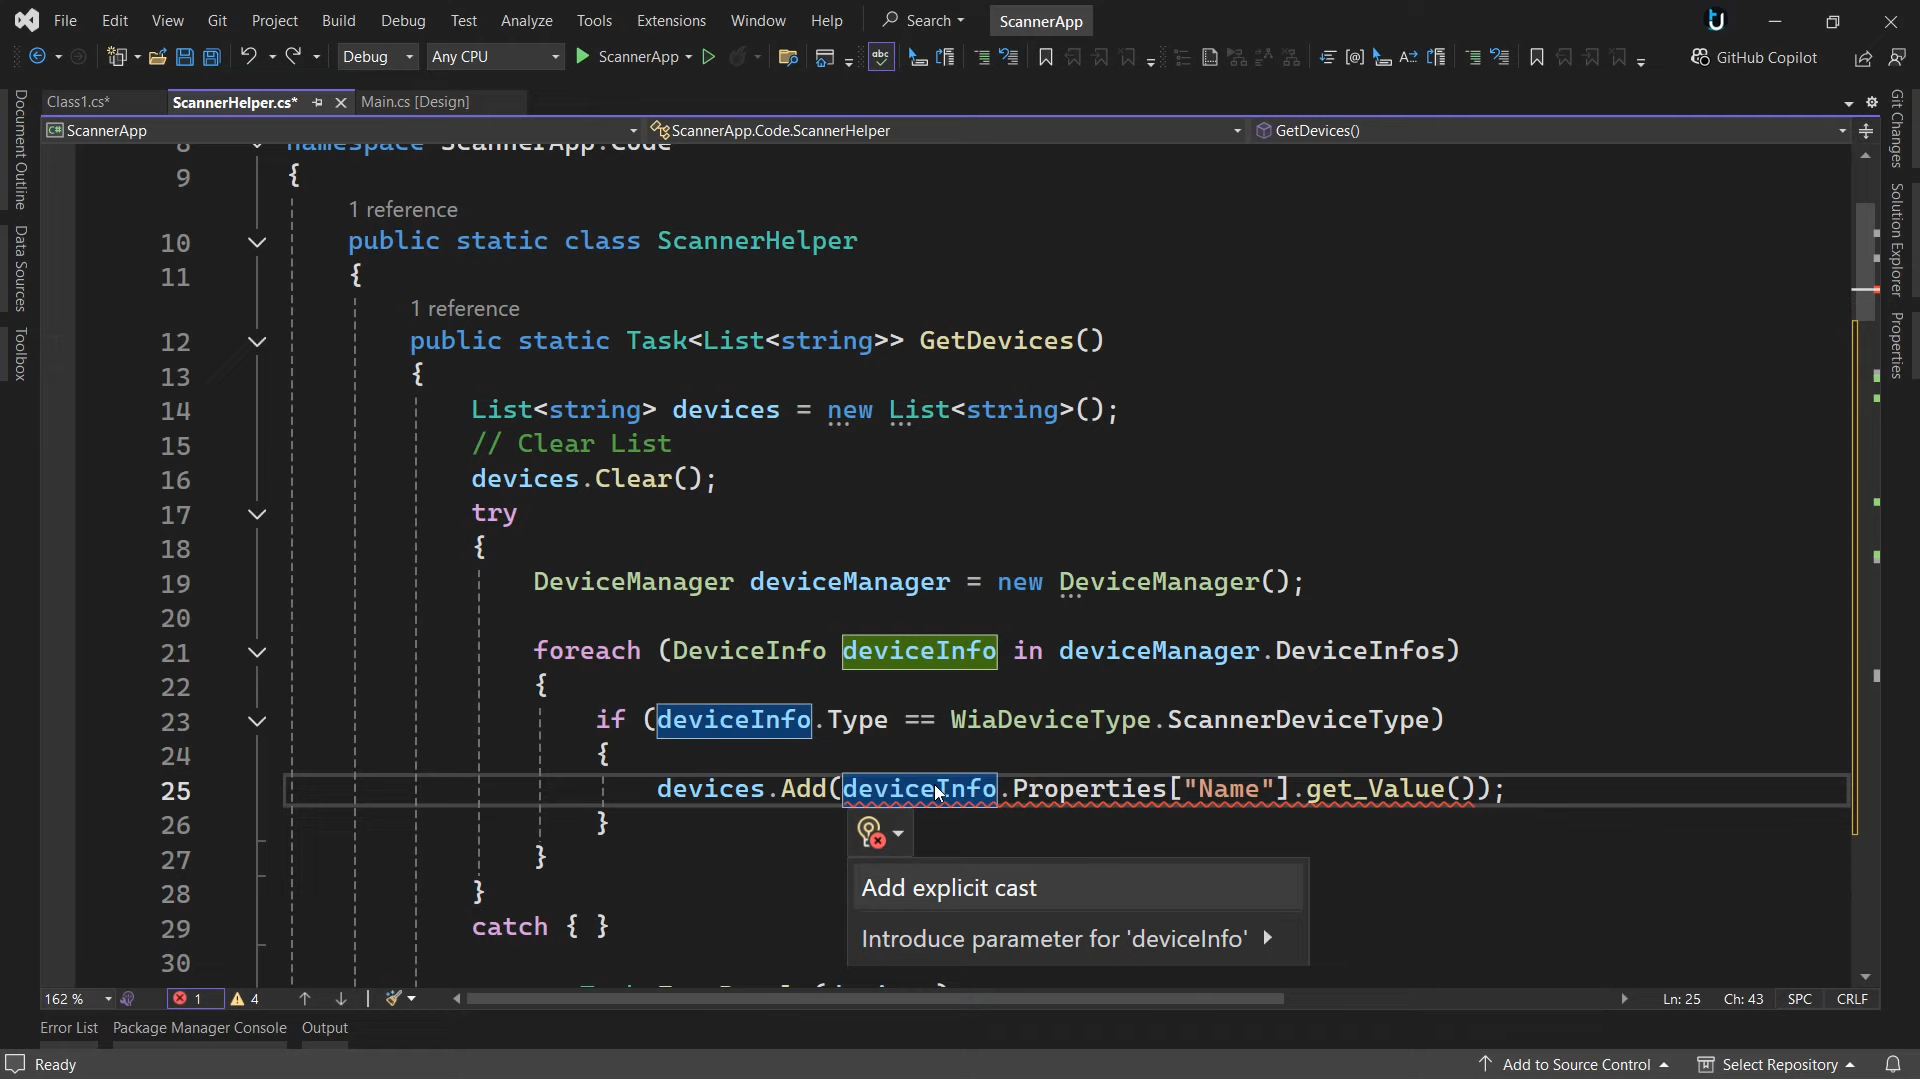 File Edit View Git Project Build Debug Test Analyze Tools Extensions Window Help Search ScannerApp
Debug Any CPU ScannerApp abc GitHub Copilot
Class1.cs* ScannerHelper.cs* Main.cs [Design]
ScannerApp ScannerApp.Code.ScannerHelper GetDevices()
Document Outline
Data Sources
Toolbox
Git Changes
Solution Explorer
Properties
8 namespace ScannerApp.Code
9 {
1 reference
10 public static class ScannerHelper
11 {
1 reference
12 public static Task<List<string>> GetDevices()
13 {
14 List<string> devices = new List<string>();
15 // Clear List
16 devices.Clear();
17 try
18 {
19 DeviceManager deviceManager = new DeviceManager();
20
21 foreach (DeviceInfo deviceInfo in deviceManager.DeviceInfos)
22 {
23 if (deviceInfo.Type == WiaDeviceType.ScannerDeviceType)
24 {
25 devices.Add(deviceInfo.Properties["Name"].get_Value());
26 }
27 }
28 }
29 catch { }
30
Add explicit cast
Introduce parameter for 'deviceInfo'
162 % 1 4 Ln: 25 Ch: 43 SPC CRLF
Error List Package Manager Console Output
Ready Add to Source Control Select Repository